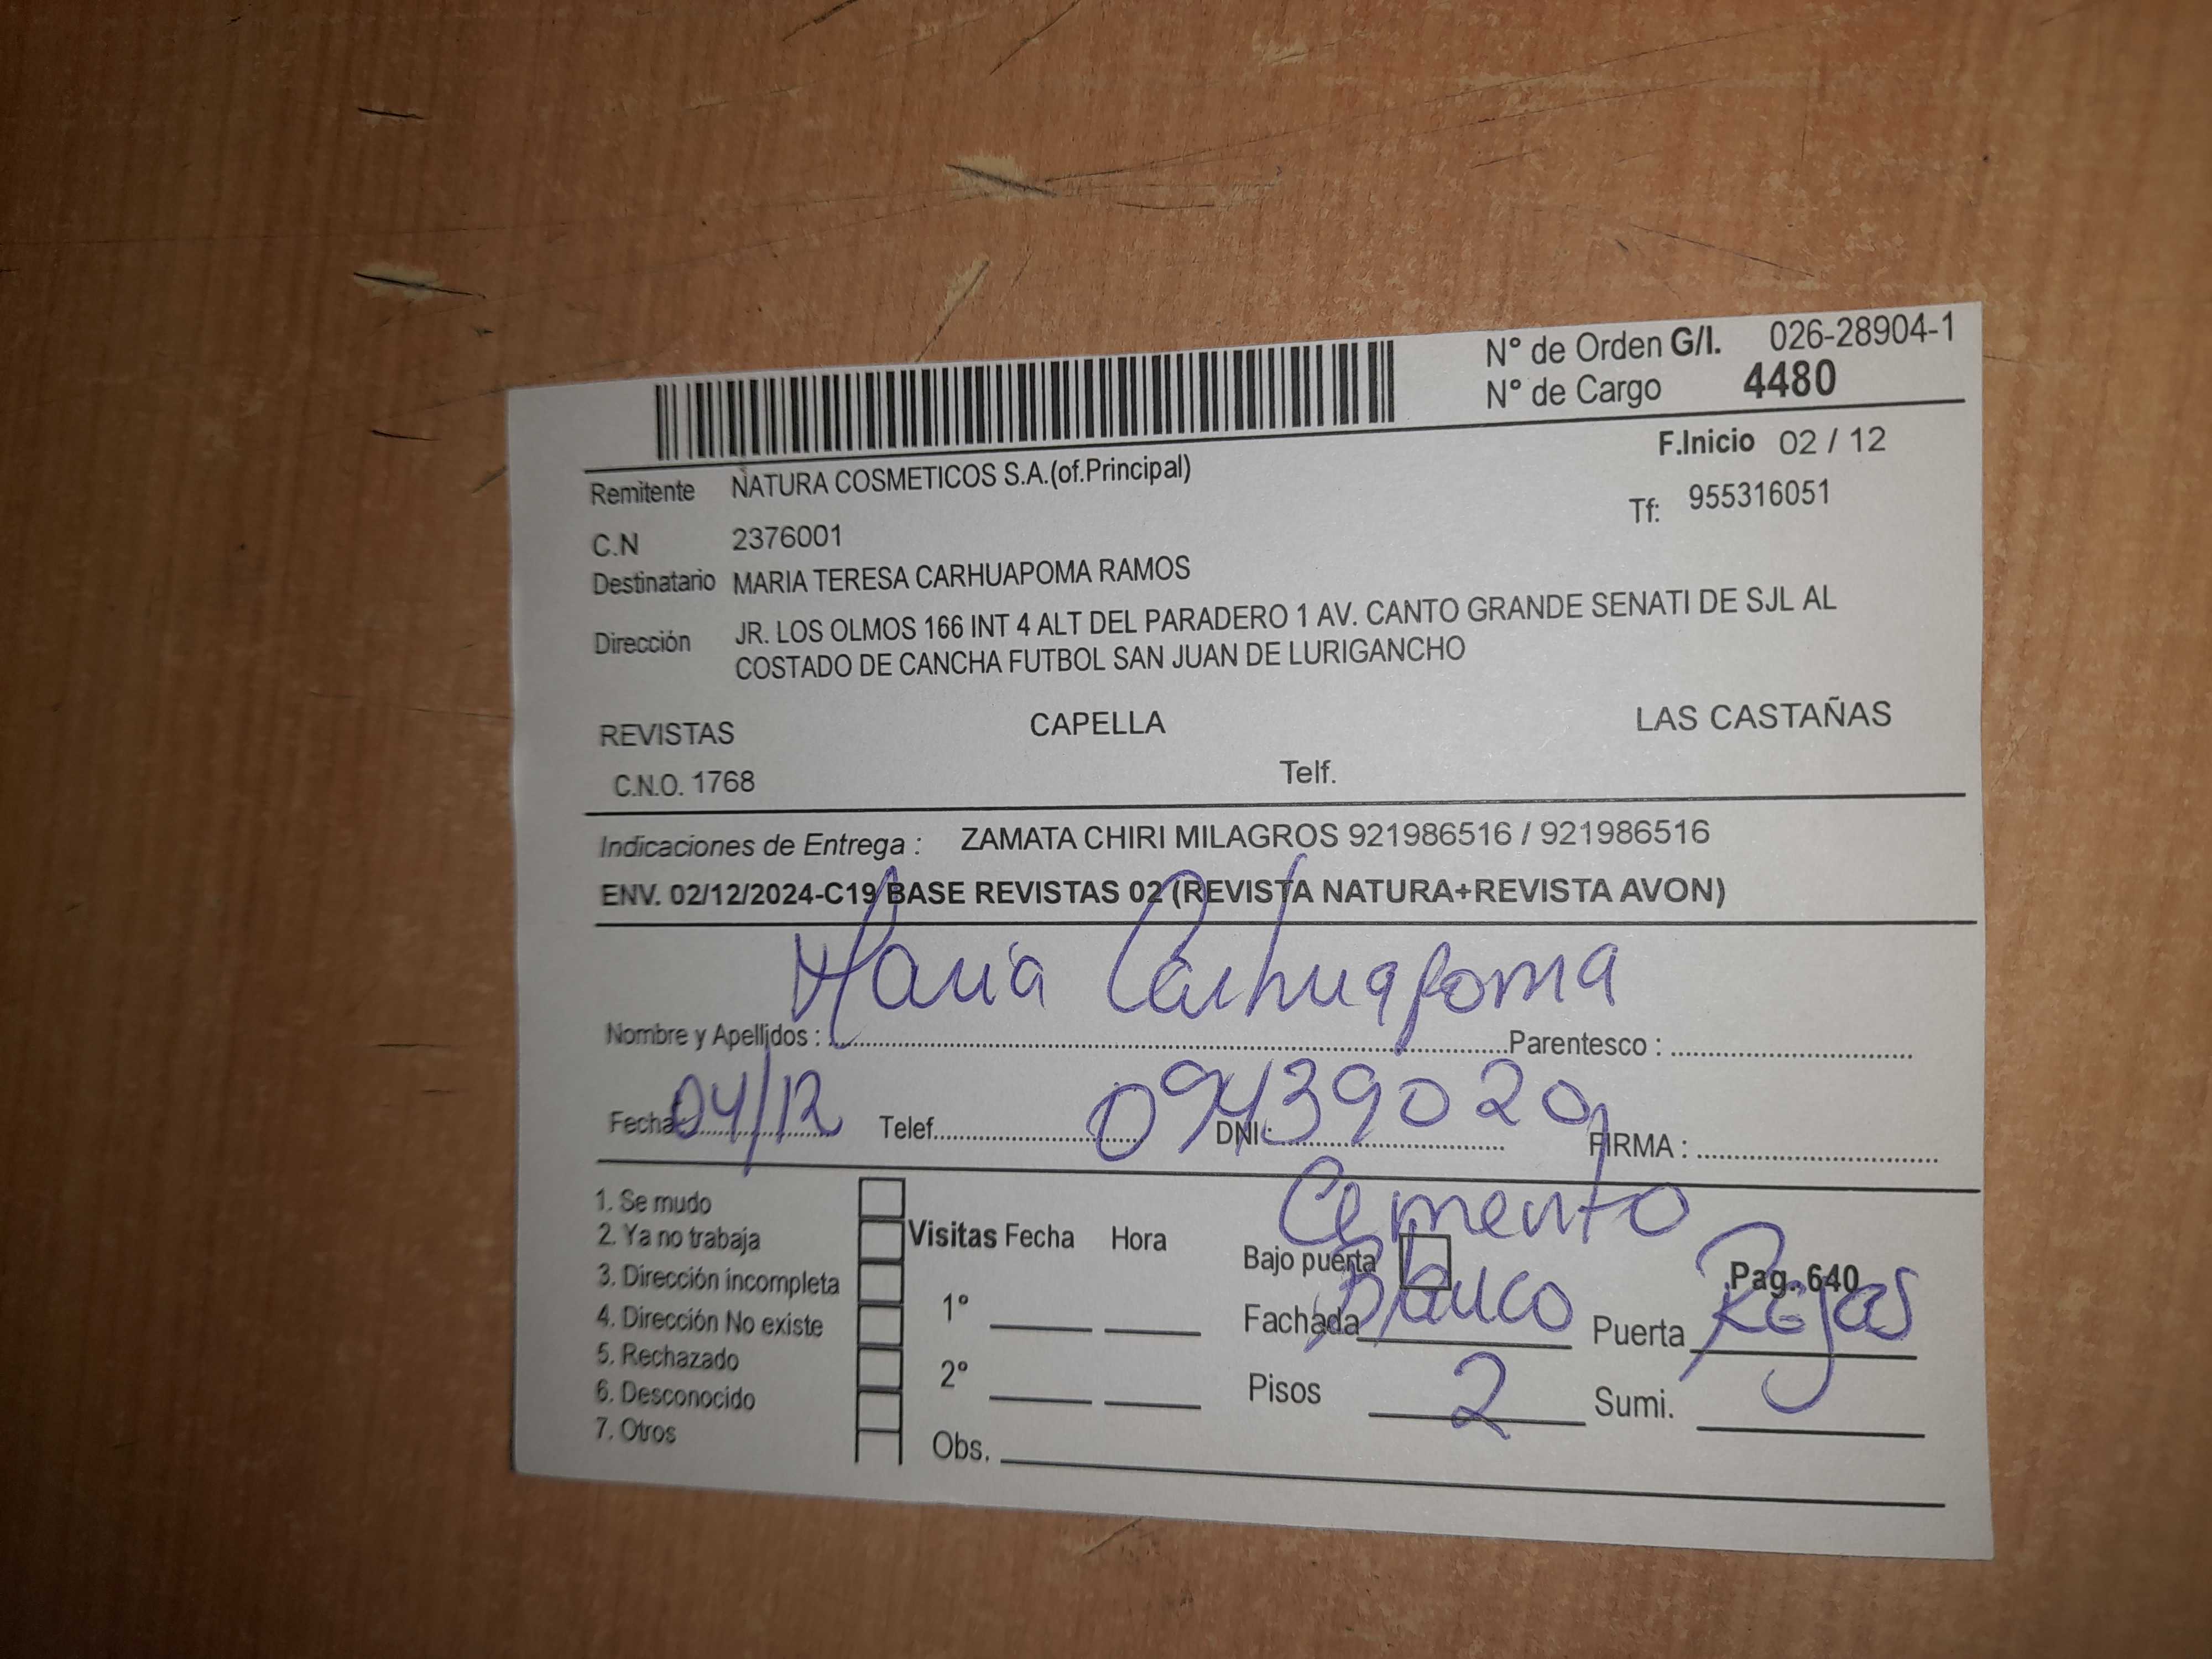 N° de Orden G/I. 026-28904-1
N° de Cargo 4480
F.Inicio 02 / 12
Remitente NATURA COSMETICOS S.A.(of.Principal)
Tf: 955316051
C.N 2376001
Destinatario MARIA TERESA CARHUAPOMA RAMOS
Dirección JR. LOS OLMOS 166 INT 4 ALT DEL PARADERO 1 AV. CANTO GRANDE SENATI DE SJL AL
COSTADO DE CANCHA FUTBOL SAN JUAN DE LURIGANCHO
REVISTAS CAPELLA LAS CASTAÑAS
C.N.O. 1768 Telf.
Indicaciones de Entrega : ZAMATA CHIRI MILAGROS 921986516 / 921986516
ENV. 02/12/2024-C19 BASE REVISTAS 02 (REVISTA NATURA+REVISTA AVON)
Maria Carhuapoma
Nombre y Apellidos : Parentesco :
Fecha: 04/12 Telef. DNI: 09439020 FIRMA :
1. Se mudo
2. Ya no trabaja
3. Dirección incompleta
4. Dirección No existe
5. Rechazado
6. Desconocido
7. Otros
Visitas Fecha Hora
1°
2°
Obs.
Cemento
Bajo puerta Pag. 640
Fachada Blanco Puerta Rejas
Pisos 2 Sumi.